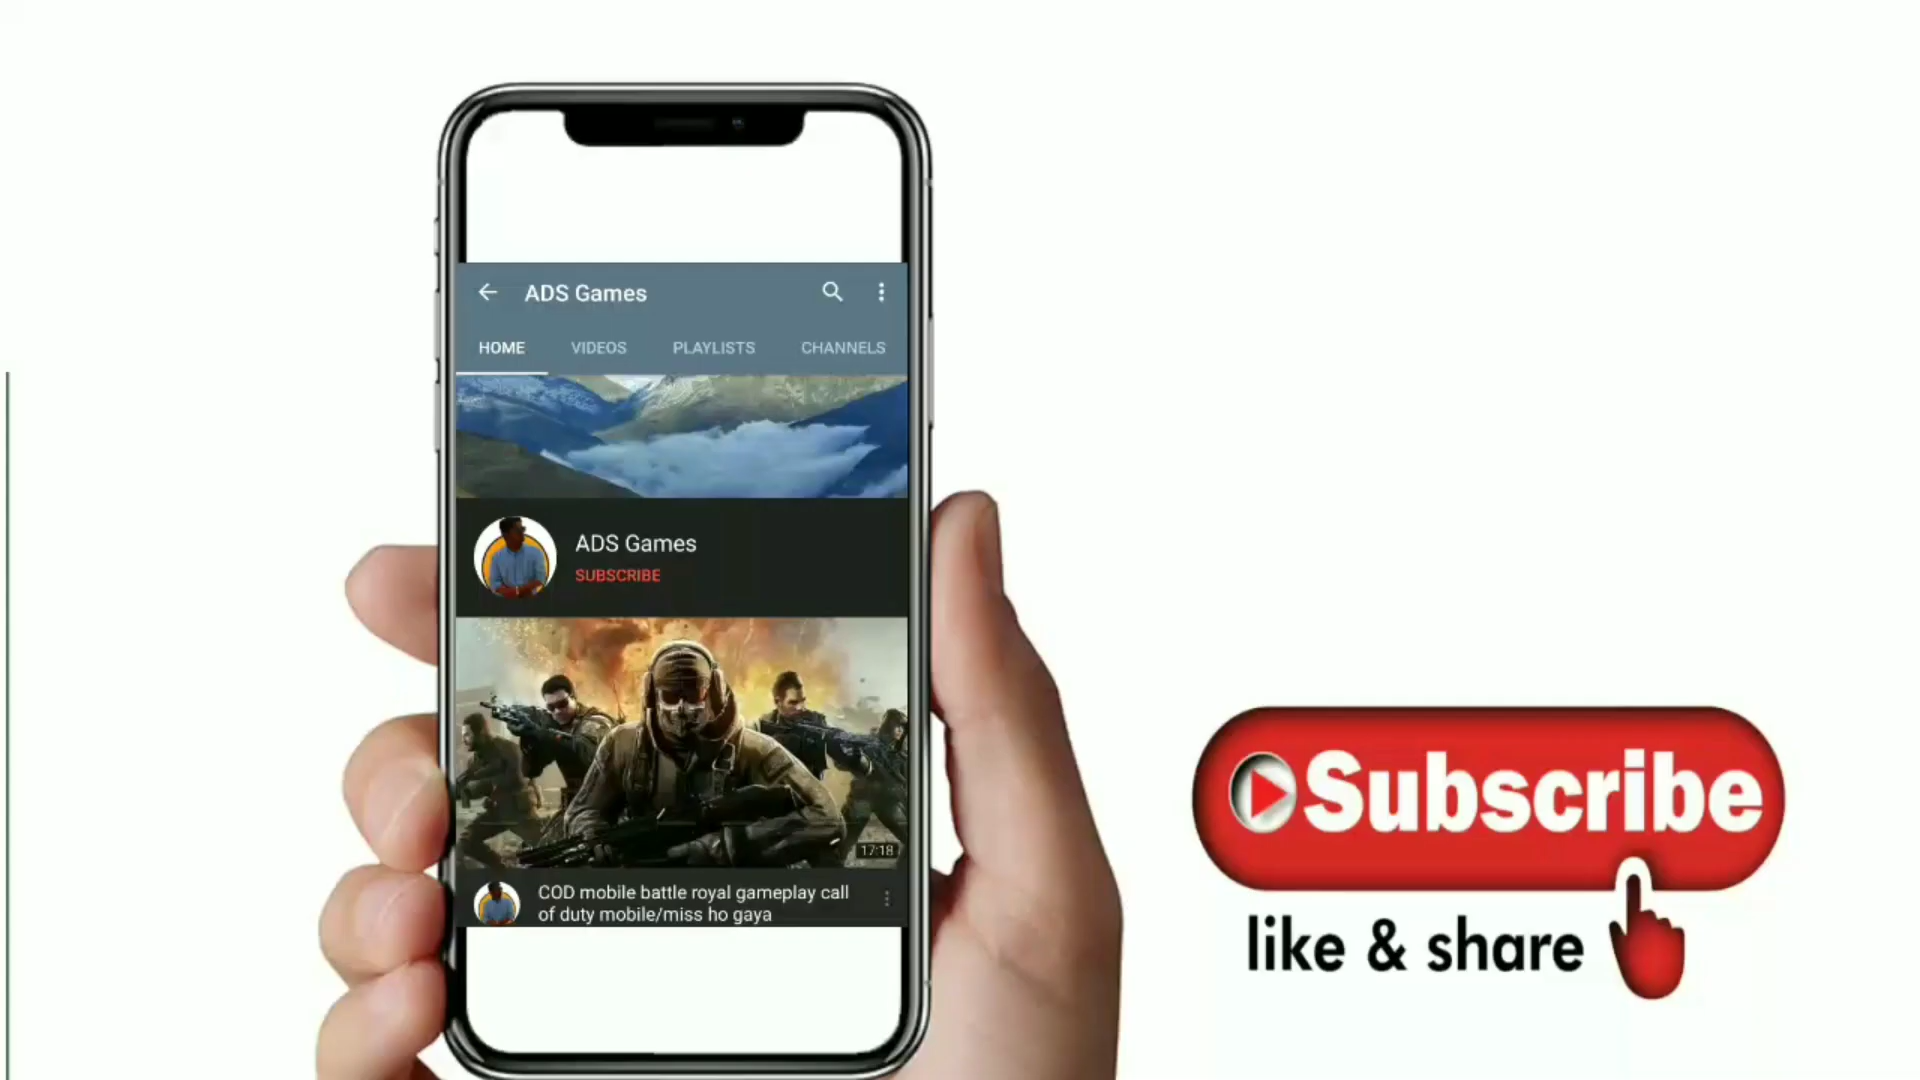 ADS Games
HOME VIDEOS PLAYLISTS CHANNELS
ADS Games
SUBSCRIBE
17:18
COD mobile battle royal gameplay call
of duty mobile/miss ho gaya
Subscribe
like & share